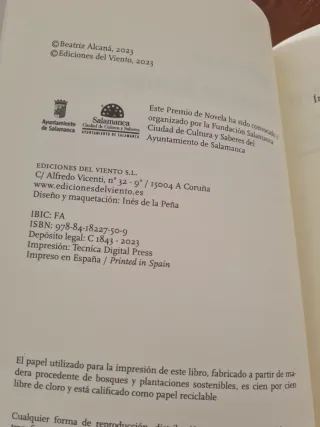 ©Beatriz Alcaná, 2023
©Ediciones del Viento, 2023
Ayuntamiento
de Salamanca
Salamanca
Ciudad de Cultura y Saberes
AYUNTAMIENTO DE SALAMANCA
Este Premio de Novela ha sido convocado y
organizado por la Fundación Salamanca
Ciudad de Cultura y Saberes del
Ayuntamiento de Salamanca
EDICIONES DEL VIENTO S.L.
C/ Alfredo Vicenti, nº 32 - 9º / 15004 A Coruña
www.edicionesdelviento.es
Diseño y maquetación: Inés de la Peña
IBIC: FA
ISBN: 978-84-18227-50-9
Depósito legal: C 1843 - 2023
Impresión: Tecnica Digital Press
Impreso en España / Printed in Spain
El papel utilizado para la impresión de este libro, fabricado a partir de ma-
dera procedente de bosques y plantaciones sostenibles, es cien por cien
libre de cloro y está calificado como papel reciclable
Cualquier forma de reproducción,